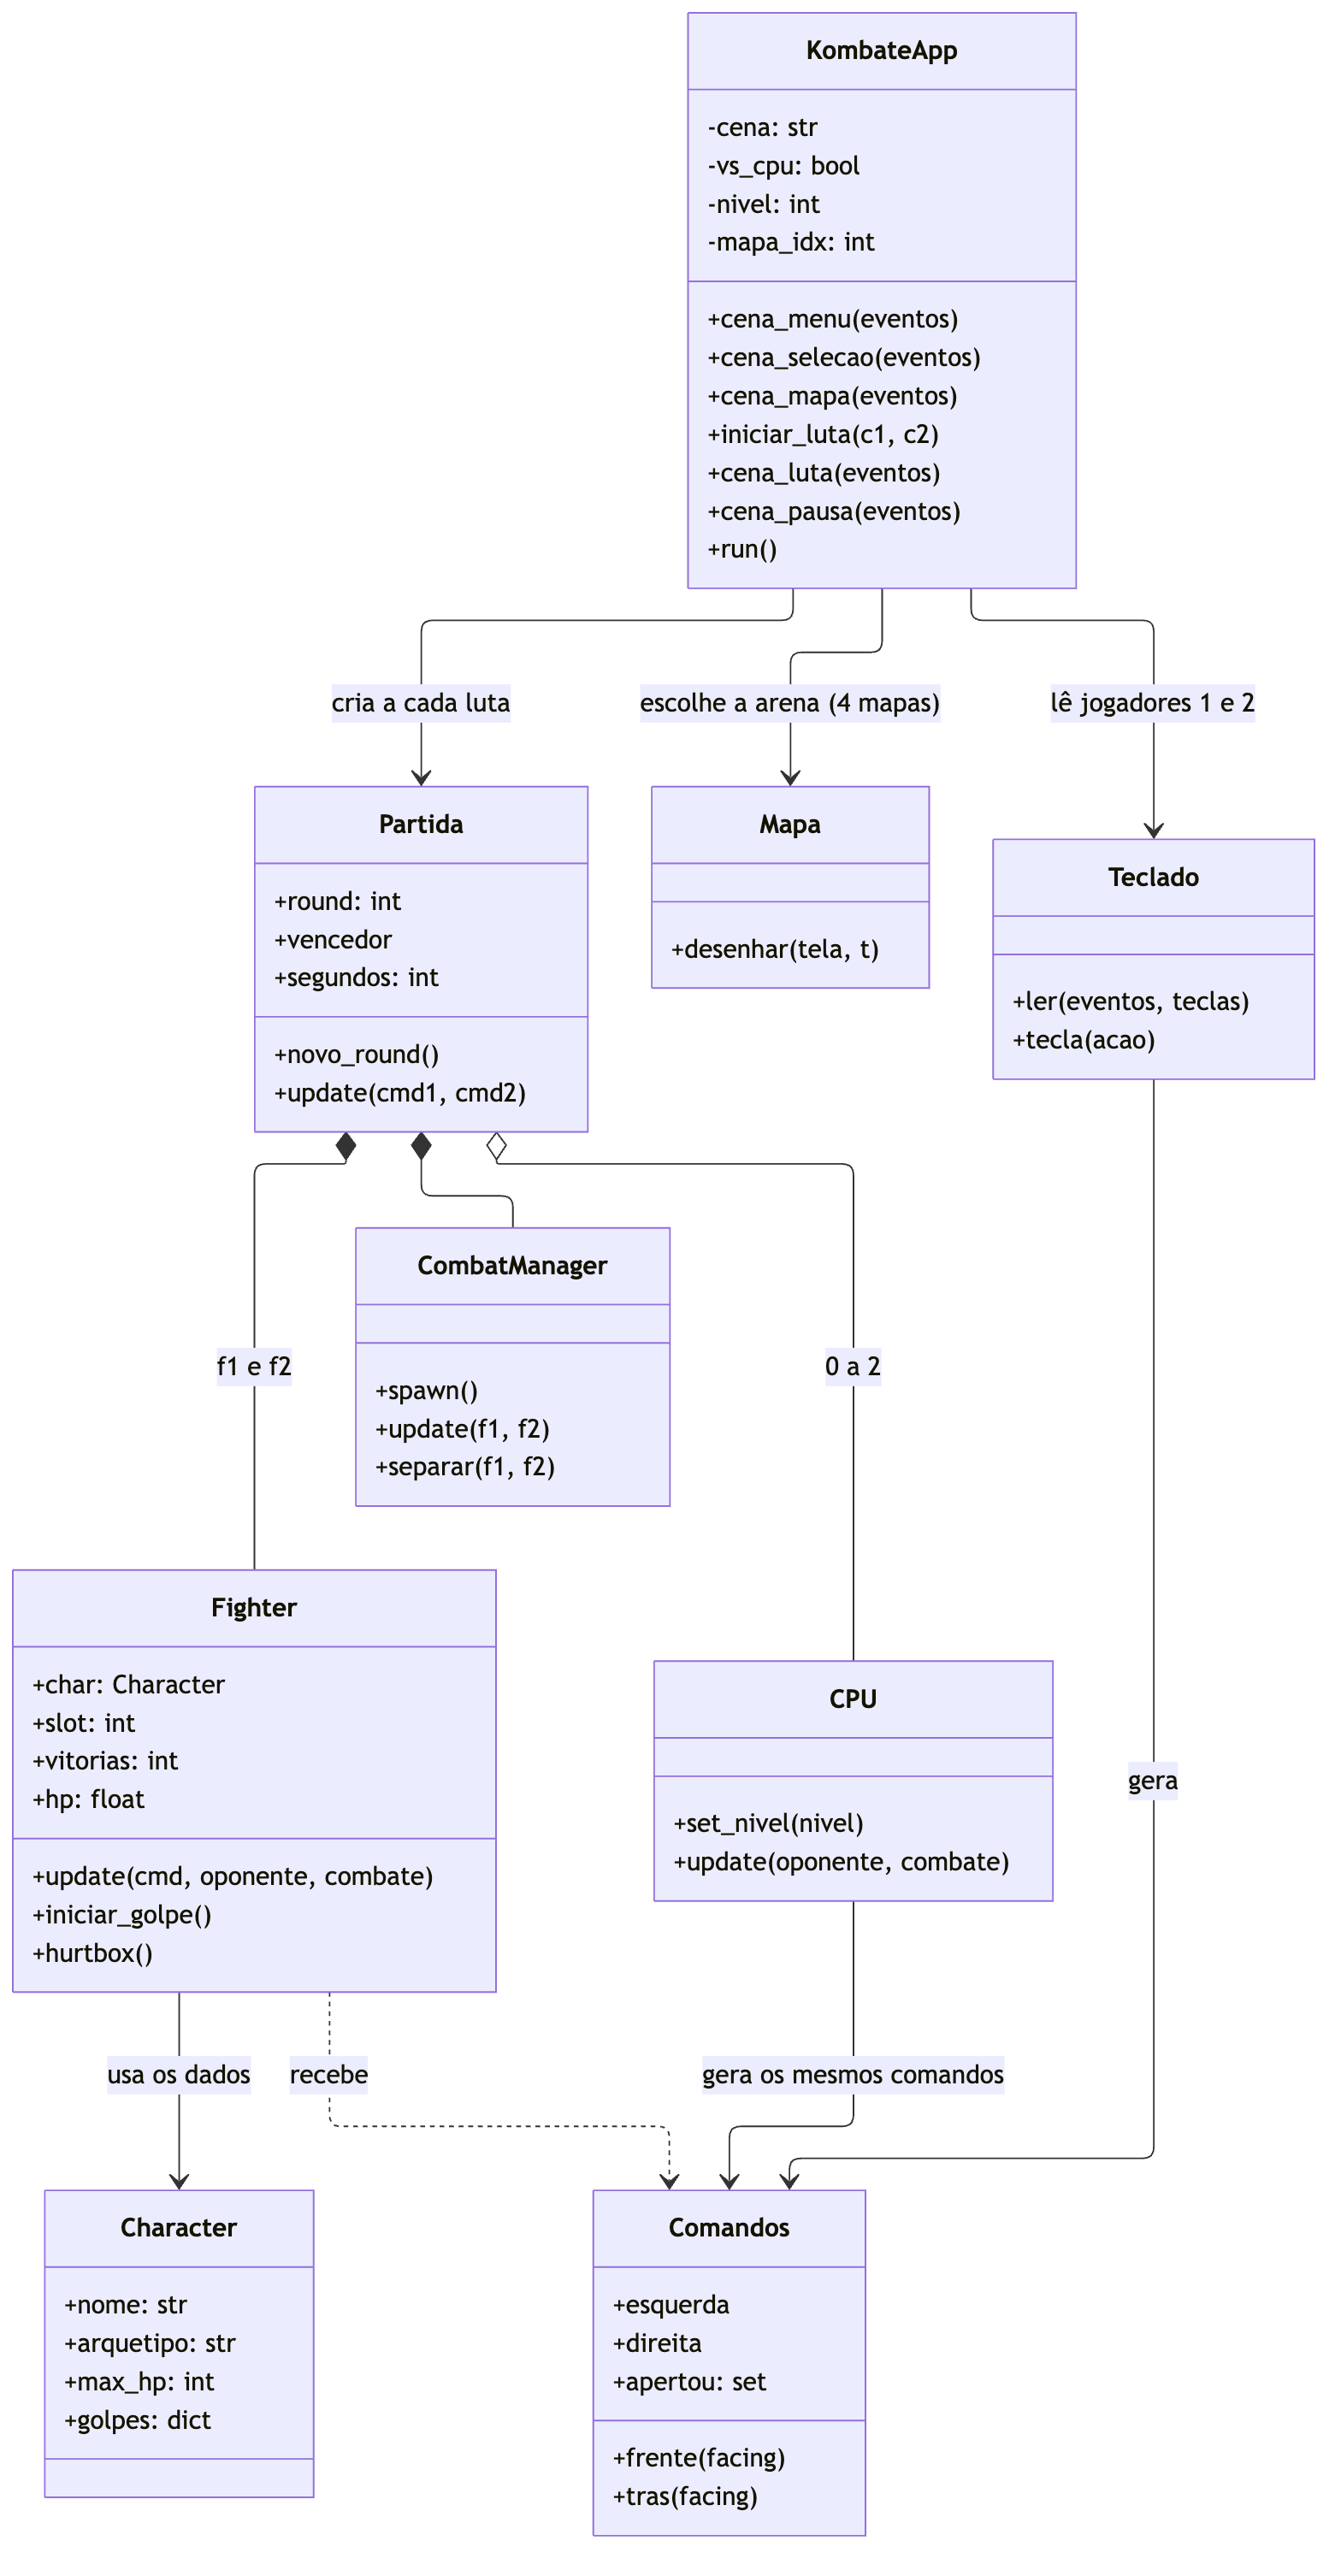 KombateApp
-cena: str
-vs_cpu: bool
-nivel: int
-mapa_idx: int
+cena_menu(eventos)
+cena_selecao(eventos)
+cena_mapa(eventos)
+iniciar_luta(c1, c2)
+cena_luta(eventos)
+cena_pausa(eventos)
+run()
cria a cada luta
escolhe a arena (4 mapas)
lê jogadores 1 e 2
Partida
+round: int
+vencedor
+segundos: int
+novo_round()
+update(cmd1, cmd2)
Mapa
+desenhar(tela, t)
Teclado
+ler(eventos, teclas)
+tecla(acao)
CombatManager
+spawn()
+update(f1, f2)
+separar(f1, f2)
f1 e f2
0 a 2
Fighter
+char: Character
+slot: int
+vitorias: int
+hp: float
+update(cmd, oponente, combate)
+iniciar_golpe()
+hurtbox()
CPU
+set_nivel(nivel)
+update(oponente, combate)
gera
usa os dados
recebe
gera os mesmos comandos
Character
+nome: str
+arquetipo: str
+max_hp: int
+golpes: dict
Comandos
+esquerda
+direita
+apertou: set
+frente(facing)
+tras(facing)